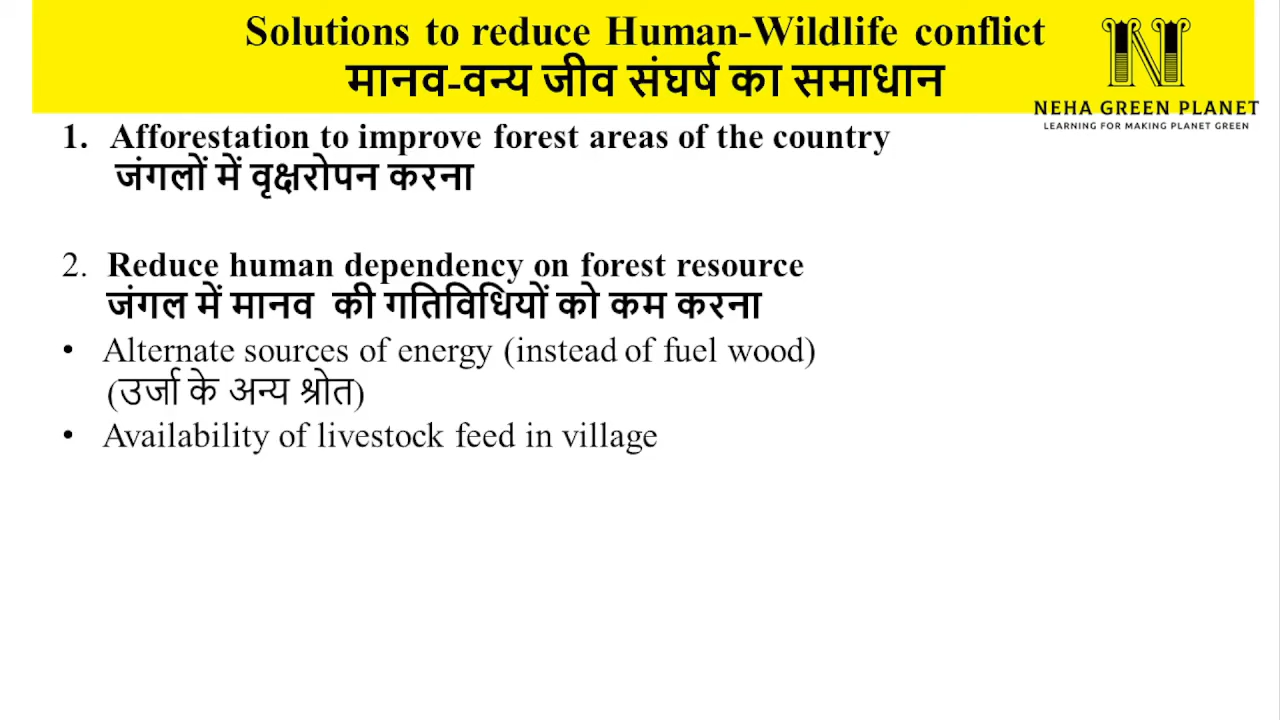 Solutions to reduce Human-Wildlife conflict
मानव-वन्य जीव संघर्ष का समाधान
NEHA GREEN PLANET
LEARNING FOR MAKING PLANET GREEN
1. Afforestation to improve forest areas of the country
जंगलों में वृक्षरोपन करना
2. Reduce human dependency on forest resource
जंगल में मानव की गतिविधियों को कम करना
• Alternate sources of energy (instead of fuel wood)
(उर्जा के अन्य श्रोत)
• Availability of livestock feed in village